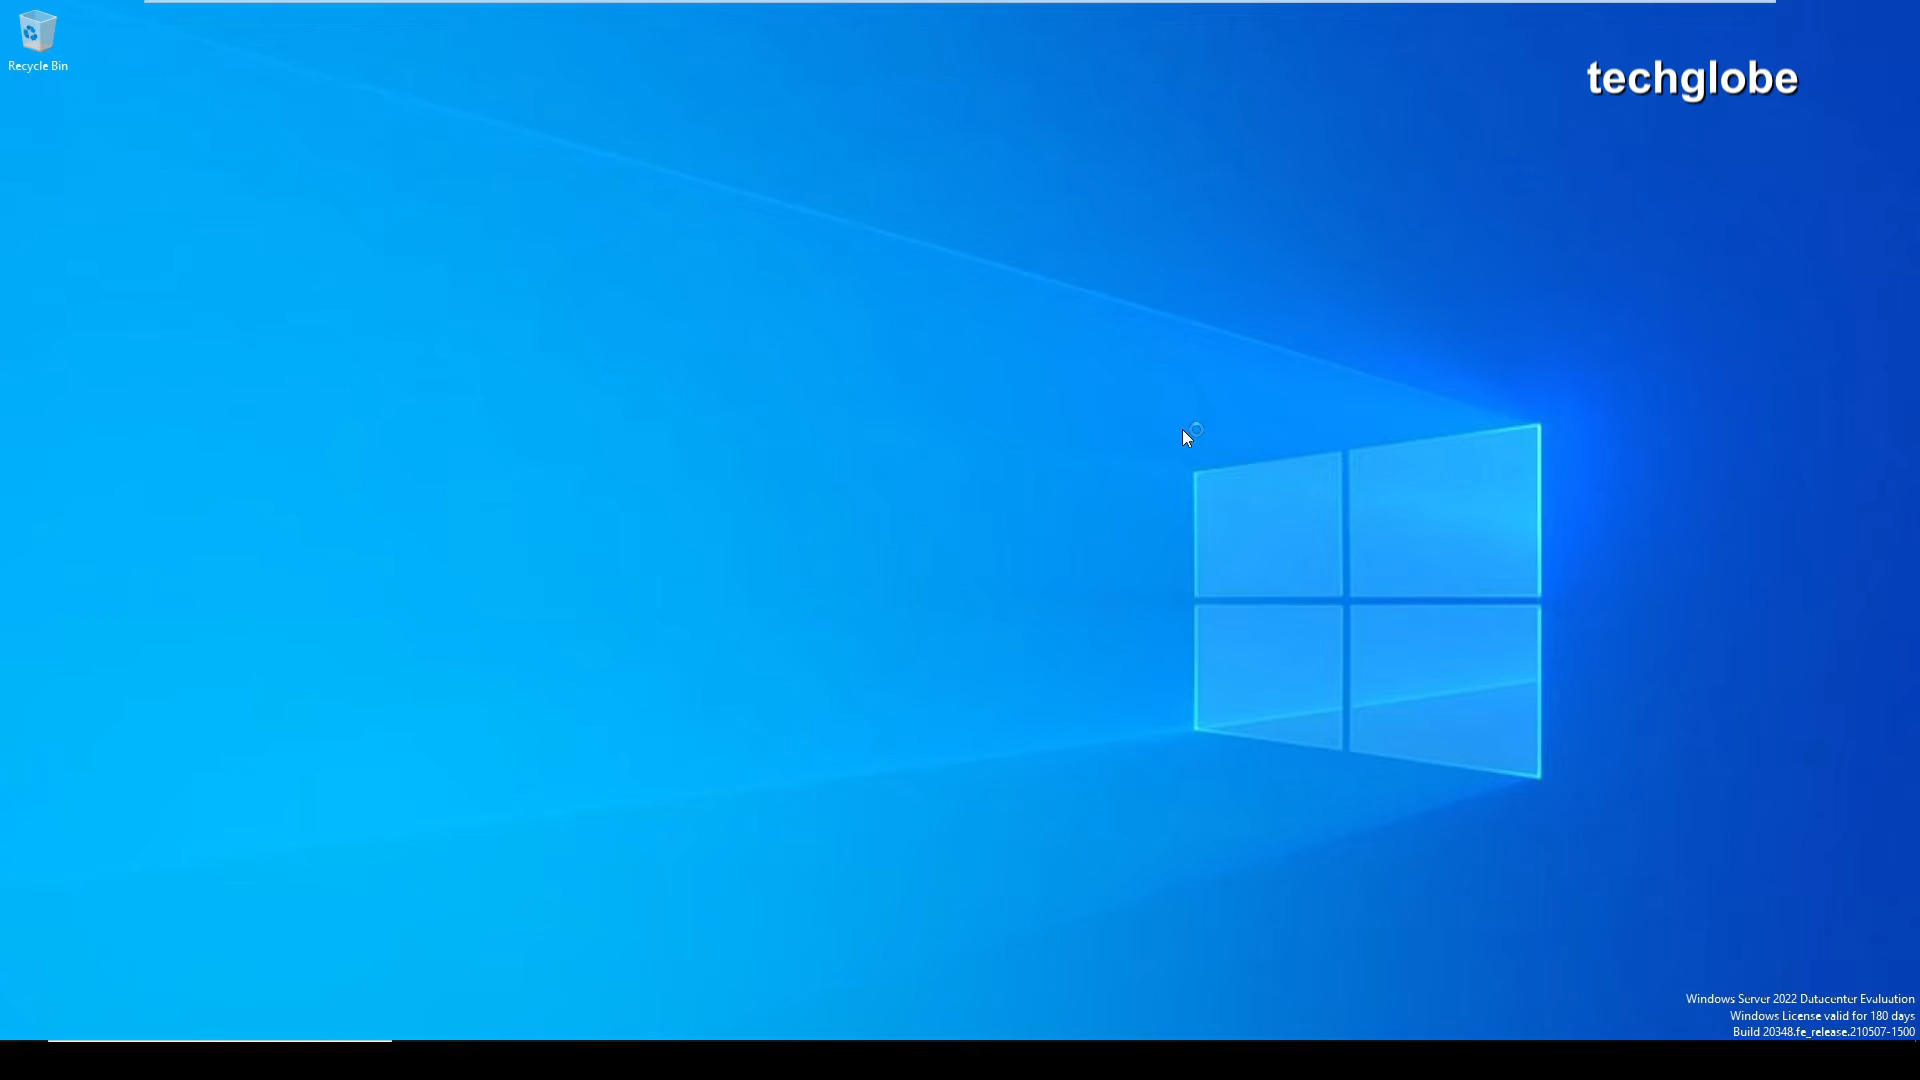 Recycle Bin
techglobe
Windows Server 2022 Datacenter Evaluation
Windows License valid for 180 days
Build 20348.fe_release.210507-1500